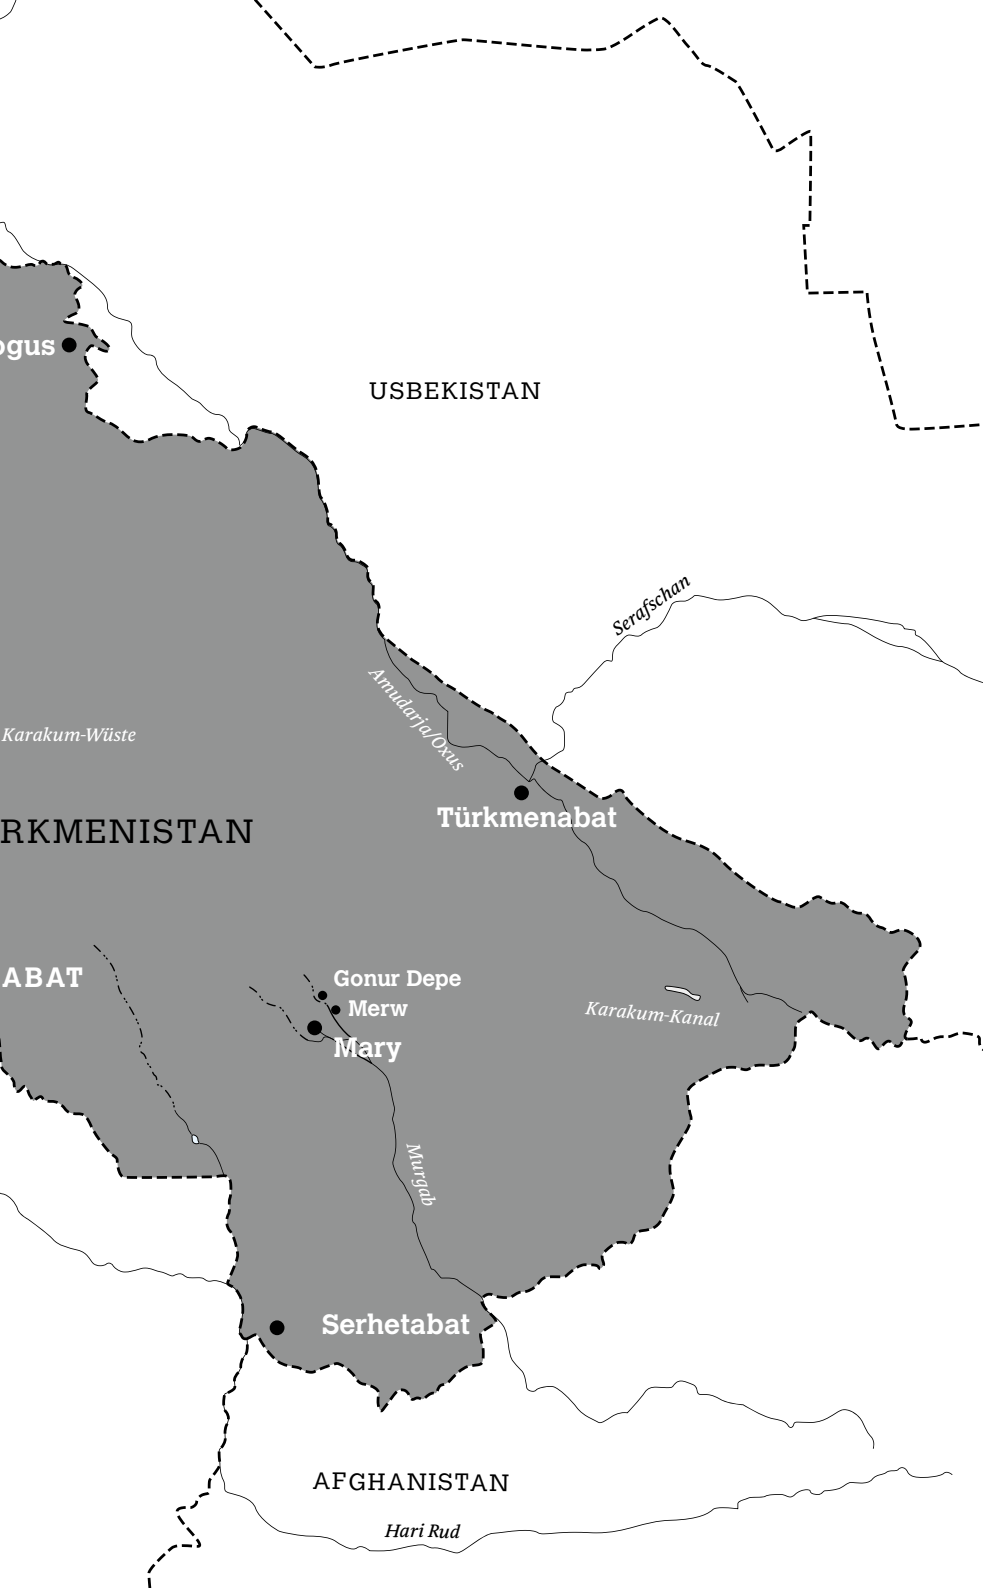 ogus
USBEKISTAN
Serafschan
Amudarja/Oxus
Karakum-Wüste
Türkmenabat
RKMENISTAN
ABAT
Gonur Depe
Merw
Karakum-Kanal
Mary
Murgab
Serhetabat
AFGHANISTAN
Hari Rud